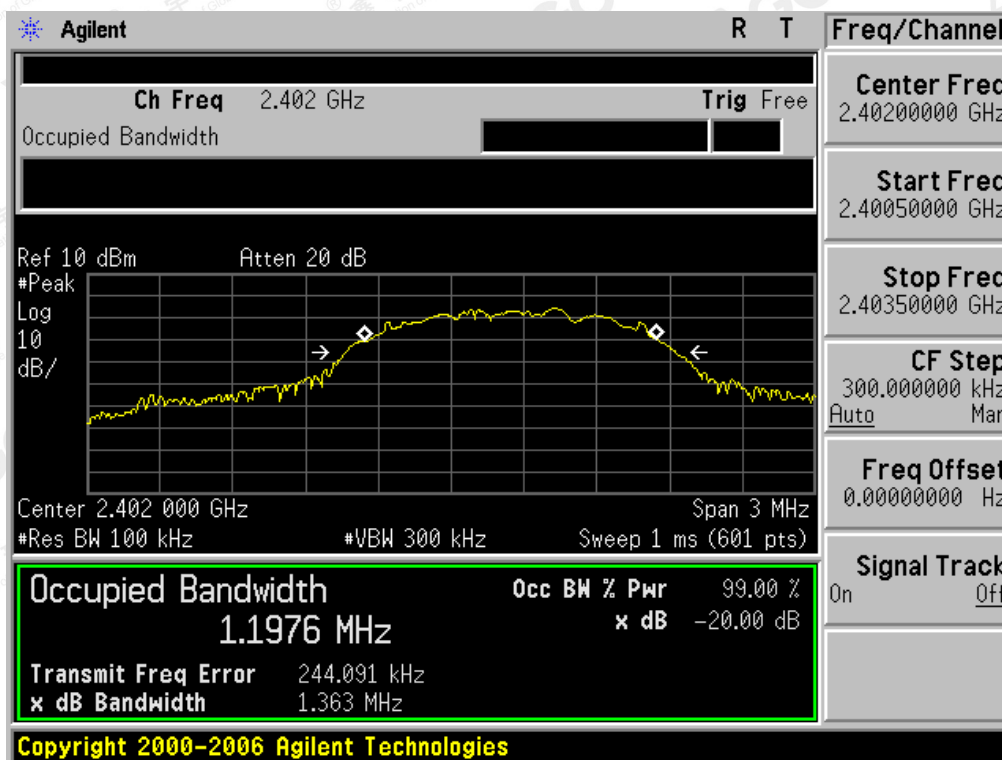 Agilent
R T
Freq/Channel
Ch Freq 2.402 GHz
Trig Free
Occupied Bandwidth
Center Freq
2.40200000 GHz
Start Freq
2.40050000 GHz
Stop Freq
2.40350000 GHz
CF Step
300.000000 kHz
Auto Man
Freq Offset
0.00000000 Hz
Signal Track
On Off
Ref 10 dBm
Atten 20 dB
#Peak
Log
10
dB/
Center 2.402 000 GHz
Span 3 MHz
#Res BW 100 kHz
#VBW 300 kHz
Sweep 1 ms (601 pts)
Occupied Bandwidth
1.1976 MHz
Occ BW % Pwr 99.00 %
x dB -20.00 dB
Transmit Freq Error 244.091 kHz
x dB Bandwidth 1.363 MHz
Copyright 2000-2006 Agilent Technologies